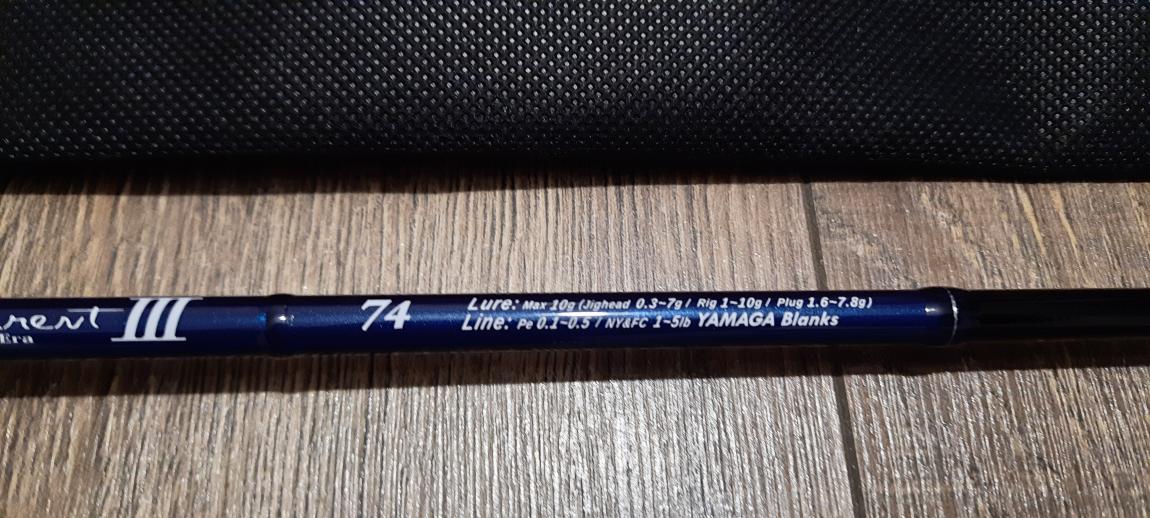 III
Era
74
Lure: Max 10g (Jighead 0.3~7g / Rig 1~10g / Plug 1.6~7.8g)
Line: Pe 0.1~0.5 / NY&FC 1~5lb YAMAGA Blanks